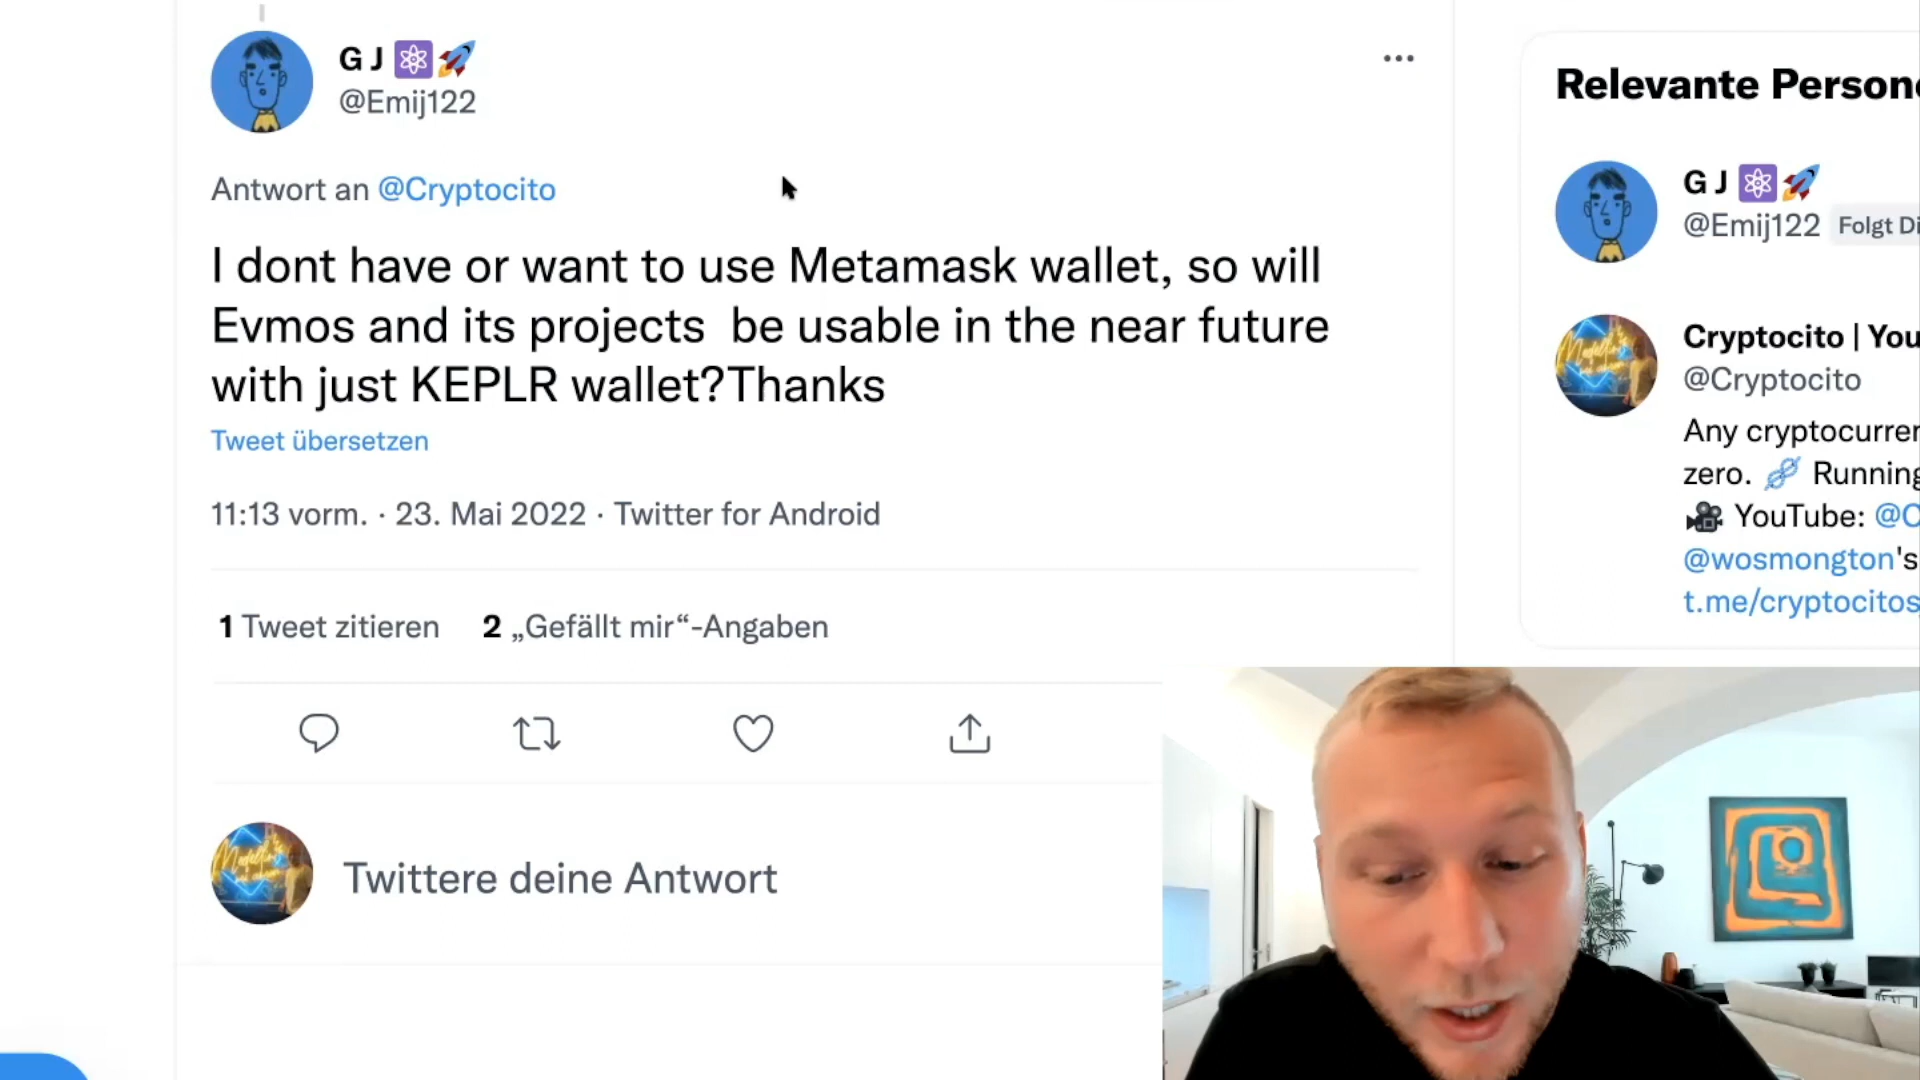 G J ⚛️🚀
@Emij122
Antwort an @Cryptocito
I dont have or want to use Metamask wallet, so will
Evmos and its projects  be usable in the near future
with just KEPLR wallet?Thanks
Tweet übersetzen
11:13 vorm. · 23. Mai 2022 · Twitter for Android
1 Tweet zitieren 2 „Gefällt mir“-Angaben
Twittere deine Antwort
Relevante Person
G J ⚛️🚀
@Emij122 Folgt Di
Cryptocito | You
@Cryptocito
Any cryptocurre
zero. Running
YouTube: @C
@wosmongton's
t.me/cryptocitos